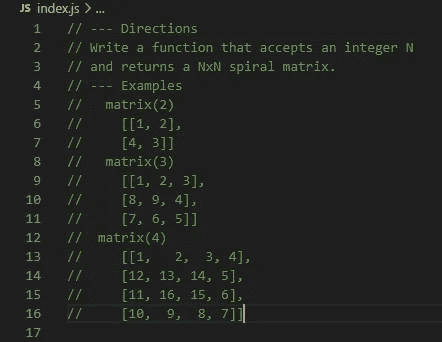 JS index.js > ...
1 // --- Directions
2 // Write a function that accepts an integer N
3 // and returns a NxN spiral matrix.
4 // --- Examples
5 //   matrix(2)
6 //     [[1, 2],
7 //     [4, 3]]
8 //   matrix(3)
9 //     [[1, 2, 3],
10 //     [8, 9, 4],
11 //     [7, 6, 5]]
12 //  matrix(4)
13 //     [[1,   2,  3, 4],
14 //     [12, 13, 14, 5],
15 //     [11, 16, 15, 6],
16 //     [10,  9,  8, 7]]
17